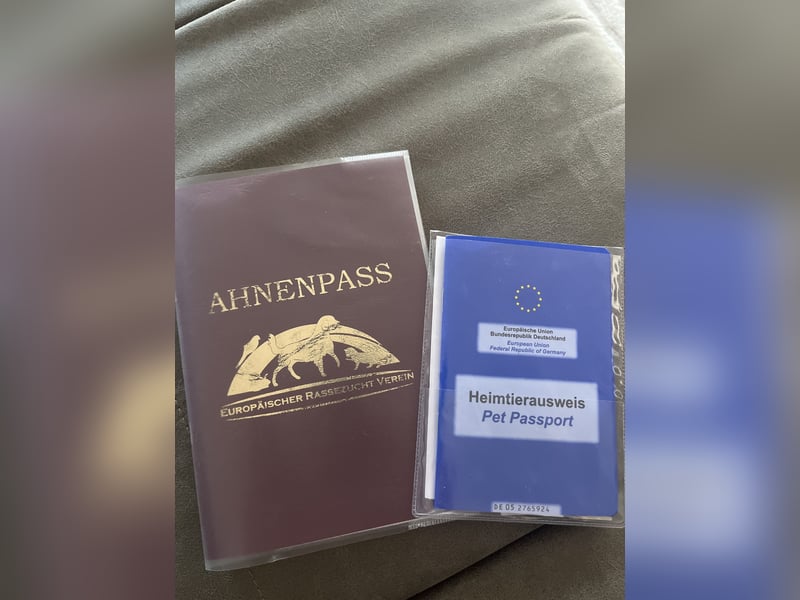 AHNENPASS
EUROPÄISCHER RASSEZUCHT VEREIN
Europäische Union
Bundesrepublik Deutschland
European Union
Federal Republic of Germany
Heimtierausweis
Pet Passport
DE 05 2765924